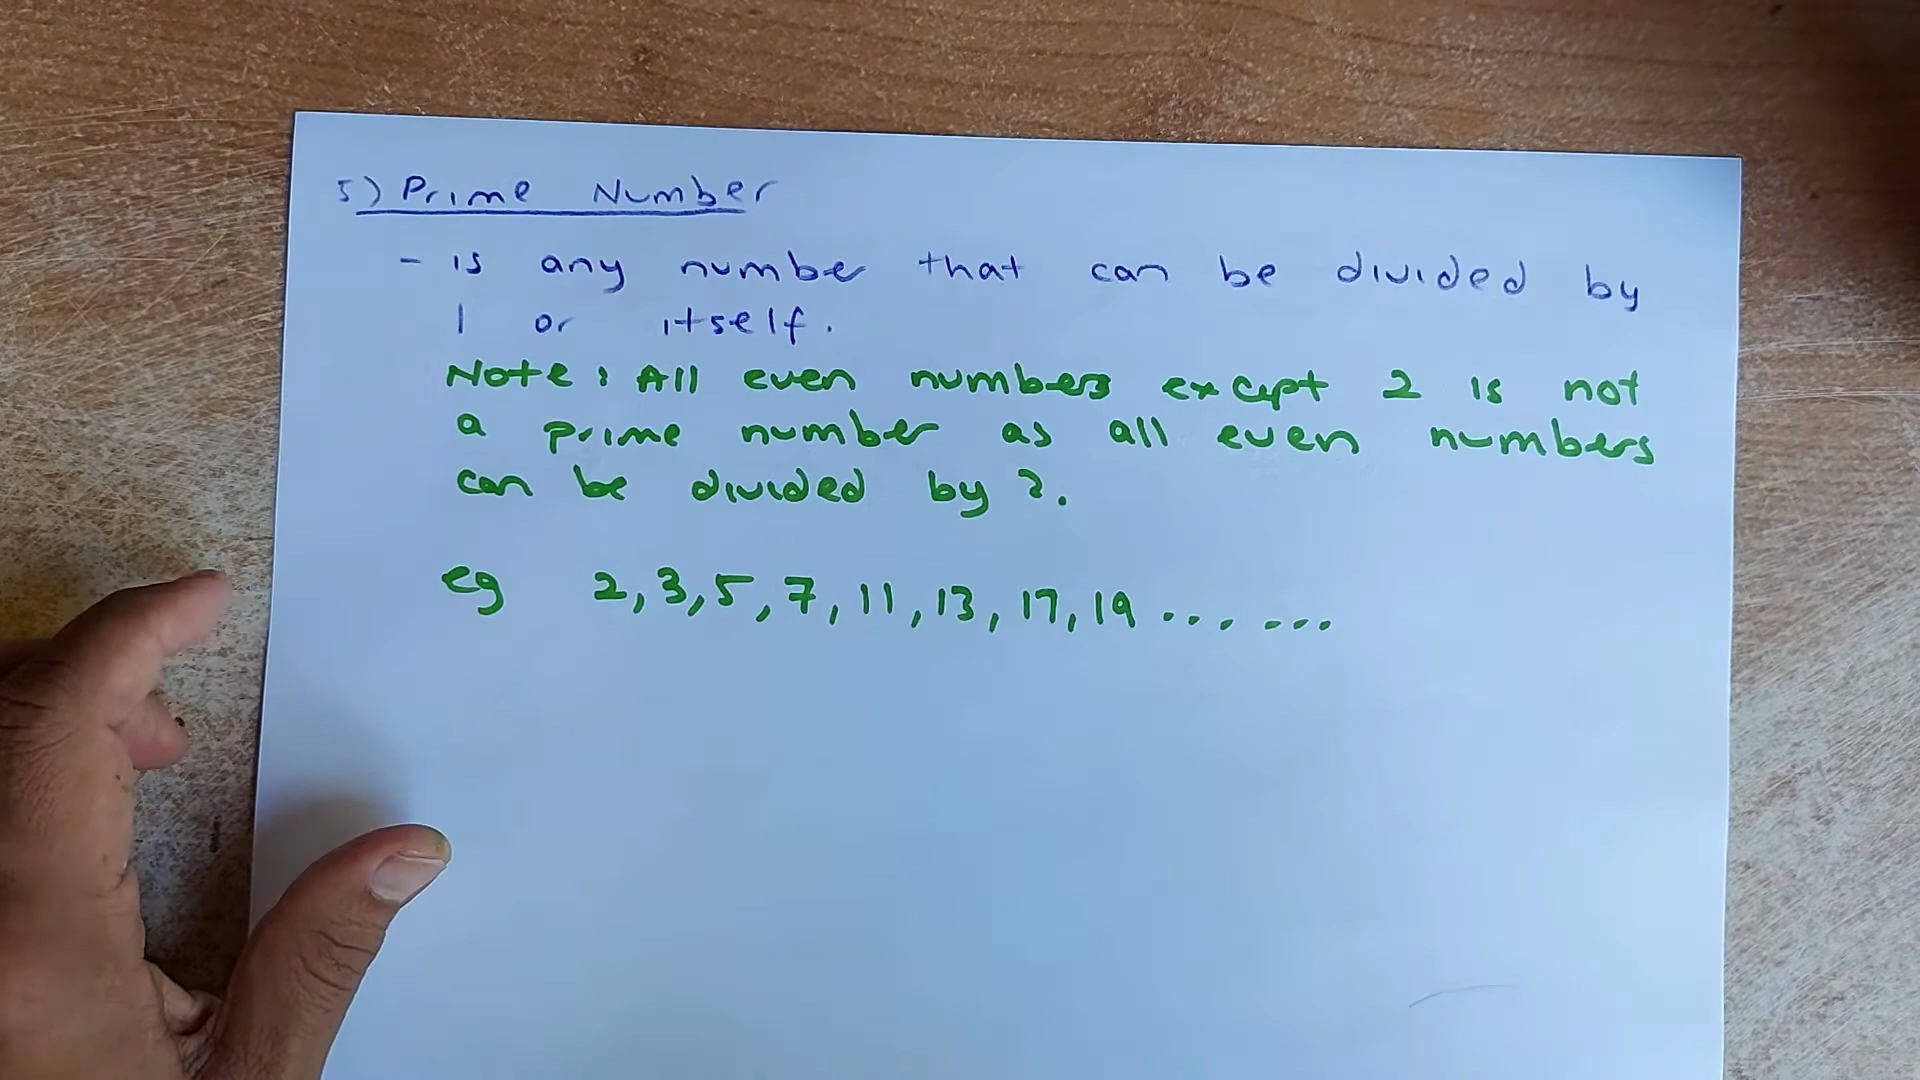 5) Prime Number
- is any number that can be divided by
1 or itself.
Note: All even numbers except 2 is not
a prime number as all even numbers
can be divided by 2.
eg 2, 3, 5, 7, 11, 13, 17, 19 ... ...